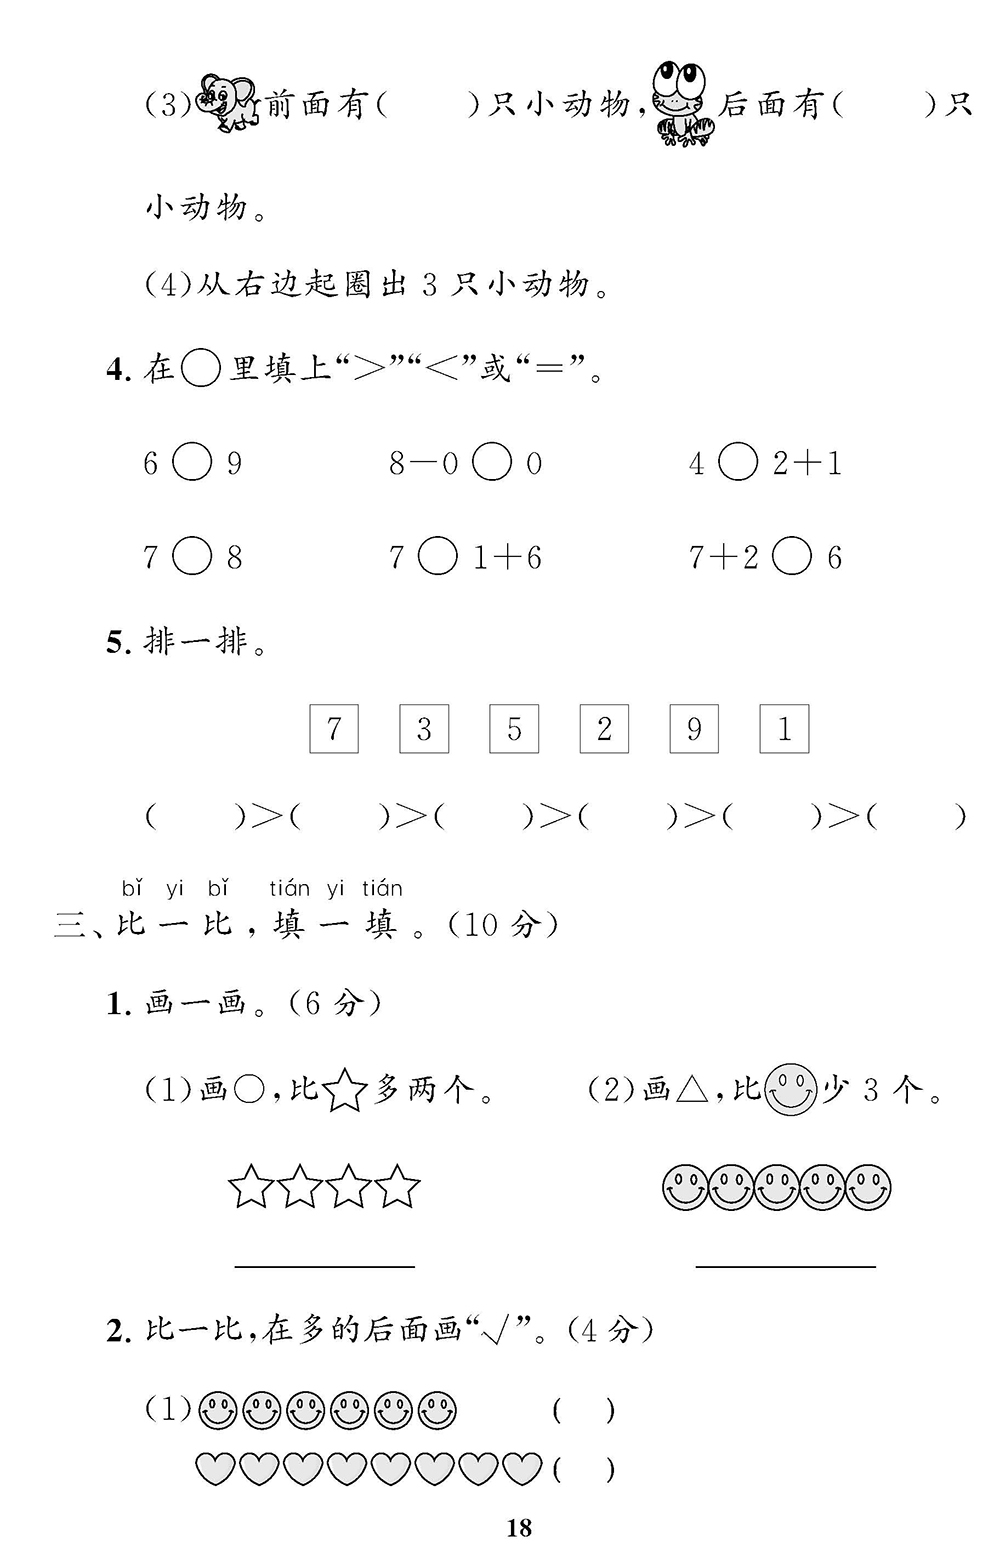 (3) 前面有(  )只小动物, 后面有(  )只
小动物。
(4)从右边起圈出 3 只小动物。
4. 在○里填上“>”“<”或“=”。
6 ○ 9  8-0 ○ 0  4 ○ 2+1
7 ○ 8  7 ○ 1+6  7+2 ○ 6
5. 排一排。
7 3 5 2 9 1
(  )>(  )>(  )>(  )>(  )>(  )
bǐ yi bǐ tián yi tián
三、比一比,填一填。(10 分)
1. 画一画。(6 分)
(1)画○,比☆多两个。 (2)画△,比 少 3 个。
2. 比一比,在多的后面画“√”。(4 分)
(1) (  )
(  )
18